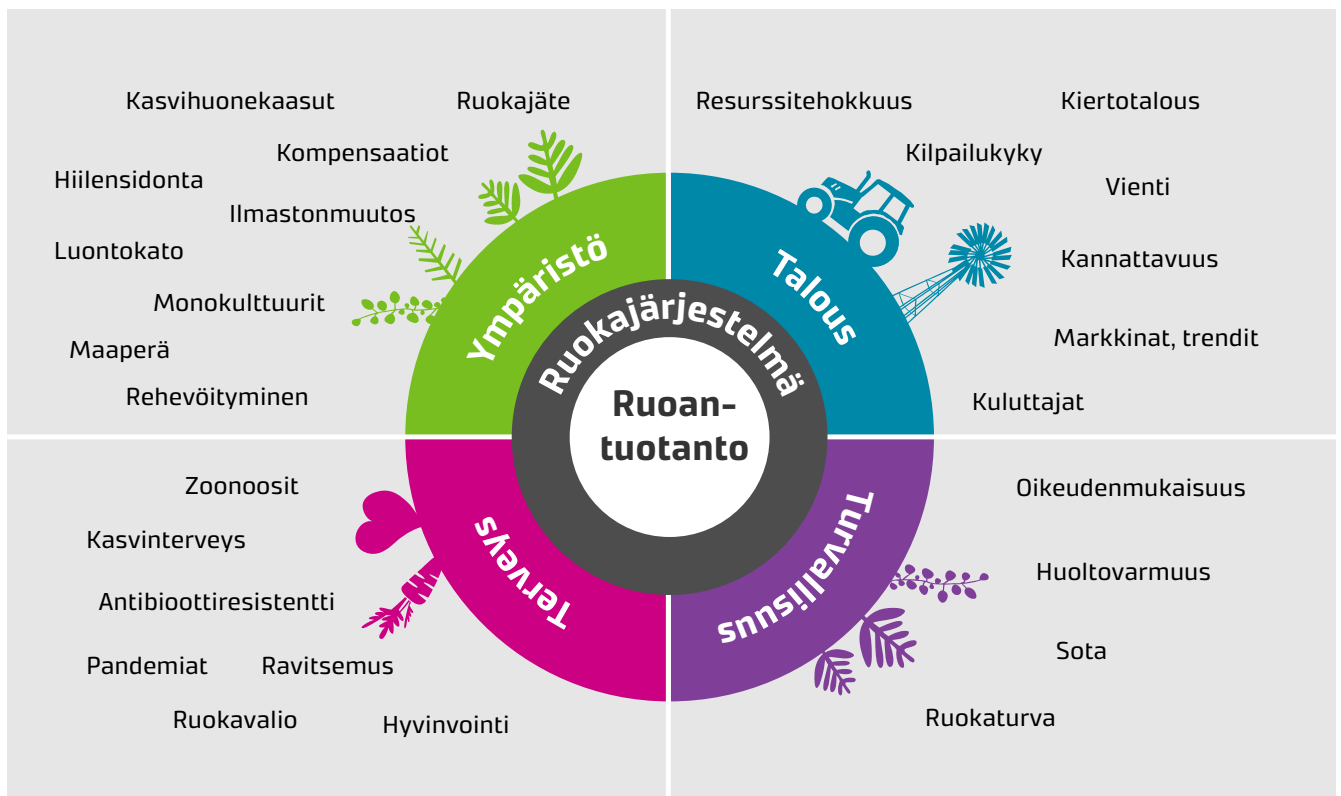 Kasvihuonekaasut
Ruokajäte
Kompensaatiot
Hiilensidonta
Ilmastonmuutos
Luontokato
Monokulttuurit
Maaperä
Rehevöityminen
Resurssitehokkuus
Kiertotalous
Kilpailukyky
Vienti
Kannattavuus
Markkinat, trendit
Kuluttajat
Ympäristö
Talous
Ruokajärjestelmä
Ruoan-
tuotanto
Terveys
Turvallisuus
Zoonoosit
Kasvinterveys
Antibioottiresistentti
Pandemiat
Ravitsemus
Ruokavalio
Hyvinvointi
Oikeudenmukaisuus
Huoltovarmuus
Sota
Ruokaturva